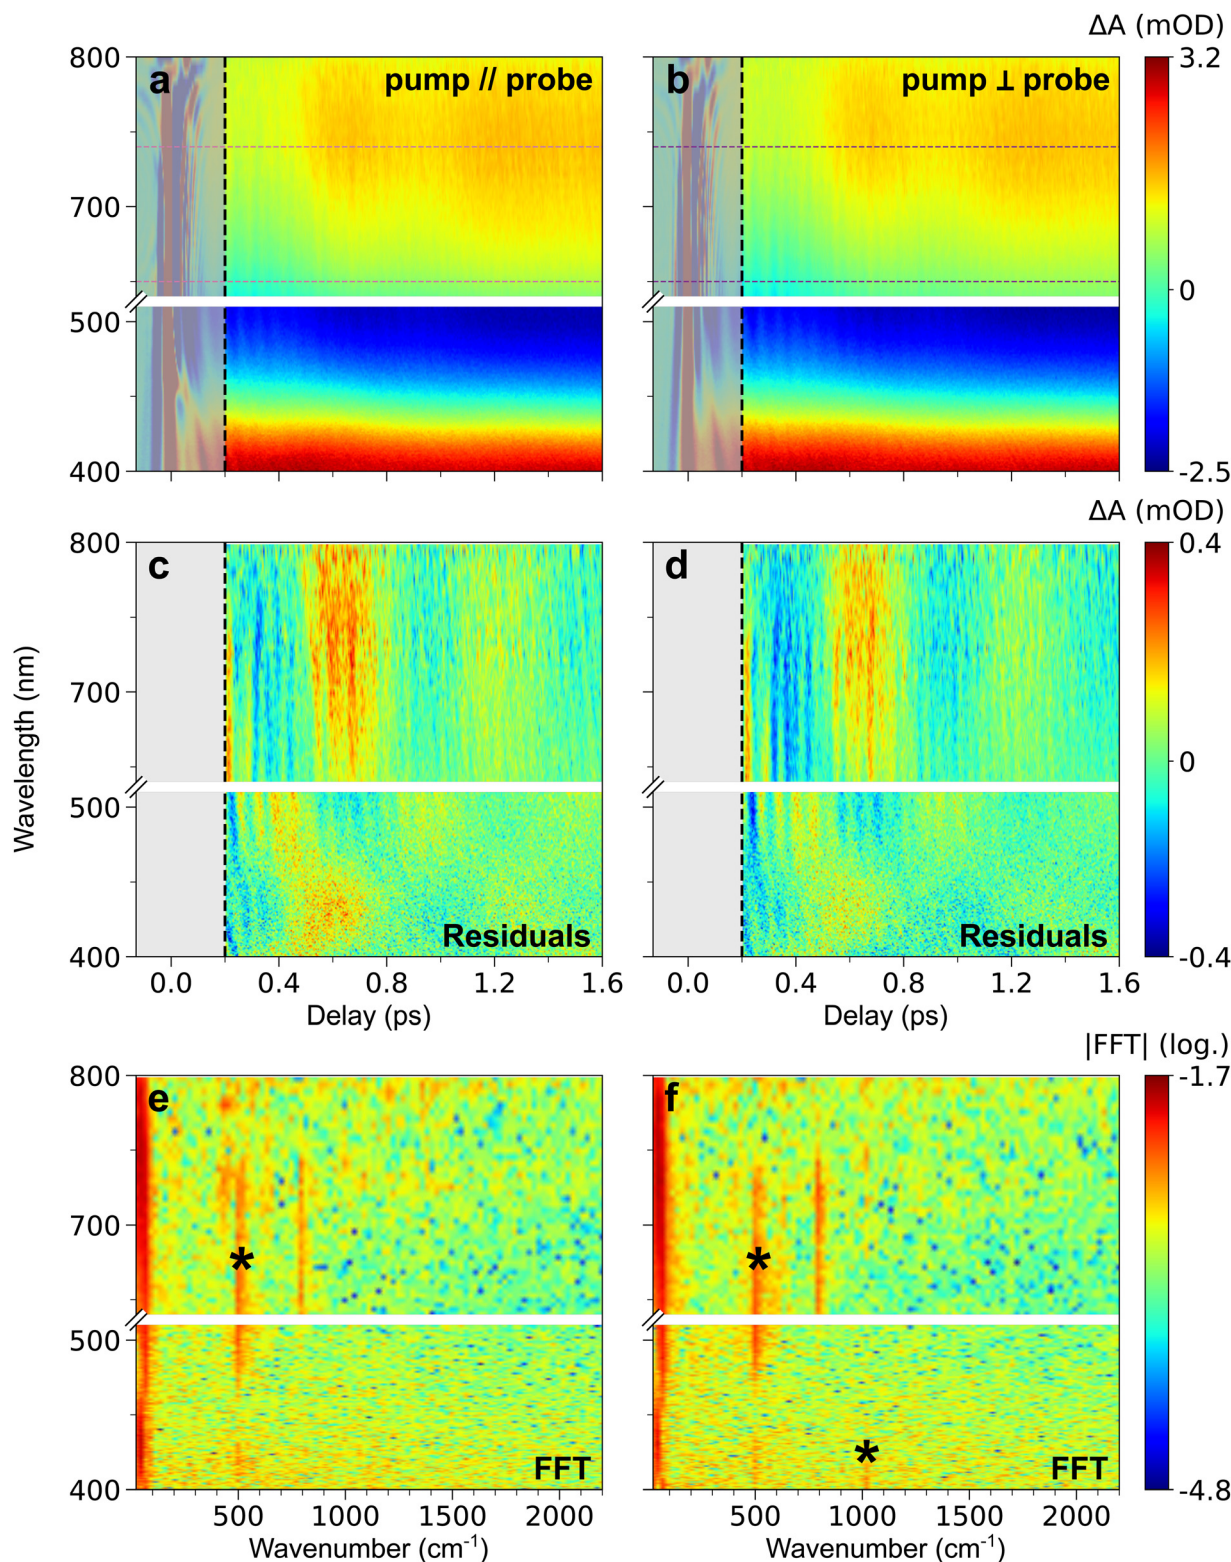 ΔA (mOD)
800
a
pump // probe
b
pump ⊥ probe
3.2
700
0
500
400
-2.5
ΔA (mOD)
800
c
d
0.4
Wavelength (nm)
700
0
500
400
Residuals
Residuals
-0.4
0.0 0.4 0.8 1.2 1.6
0.0 0.4 0.8 1.2 1.6
Delay (ps)
Delay (ps)
|FFT| (log.)
800
e
f
-1.7
700
*
*
500
*
400
FFT
FFT
-4.8
500 1000 1500 2000
500 1000 1500 2000
Wavenumber (cm⁻¹)
Wavenumber (cm⁻¹)